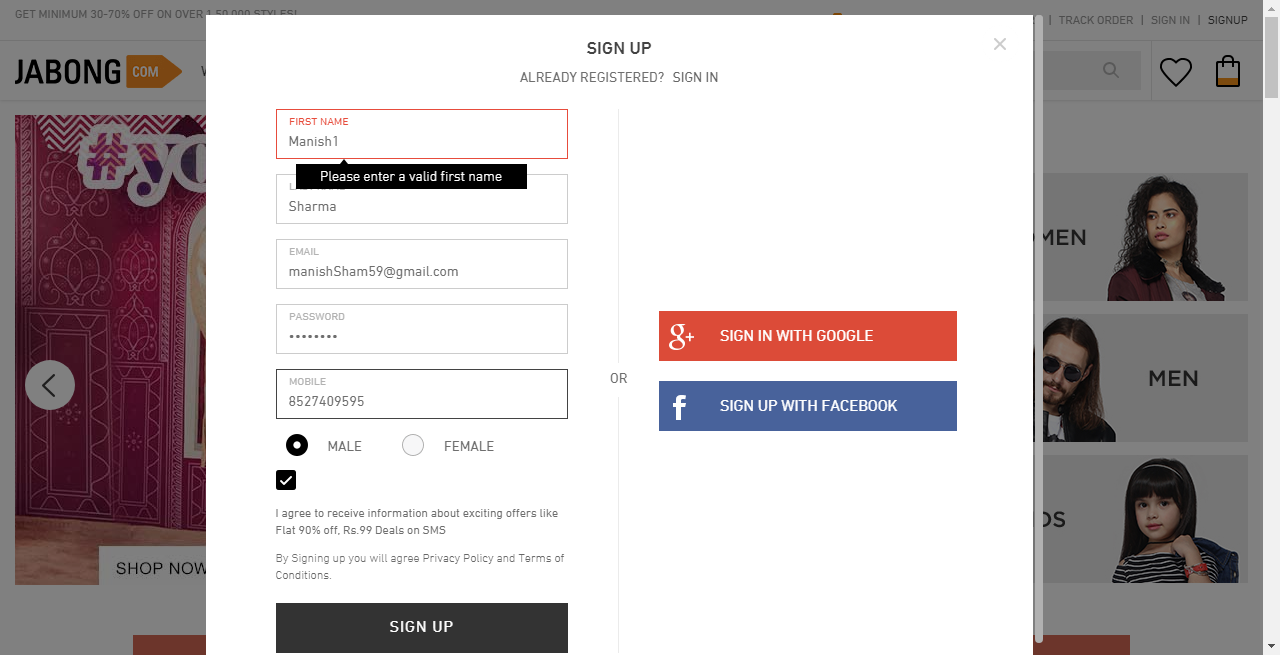 GET MINIMUM 30-70% OFF ON OVER 1,50,000 STYLES!
| TRACK ORDER | SIGN IN | SIGNUP
JABONG COM
SIGN UP
ALREADY REGISTERED? SIGN IN
FIRST NAME
Manish1
Please enter a valid first name
Sharma
EMAIL
manishSham59@gmail.com
PASSWORD
••••••••
MOBILE
8527409595
MALE FEMALE
I agree to receive information about exciting offers like
Flat 90% off, Rs.99 Deals on SMS
By Signing up you will agree Privacy Policy and Terms of
Conditions.
SIGN UP
OR
g+ SIGN IN WITH GOOGLE
f SIGN UP WITH FACEBOOK
#yo
SHOP NOW
MEN
MEN
DS